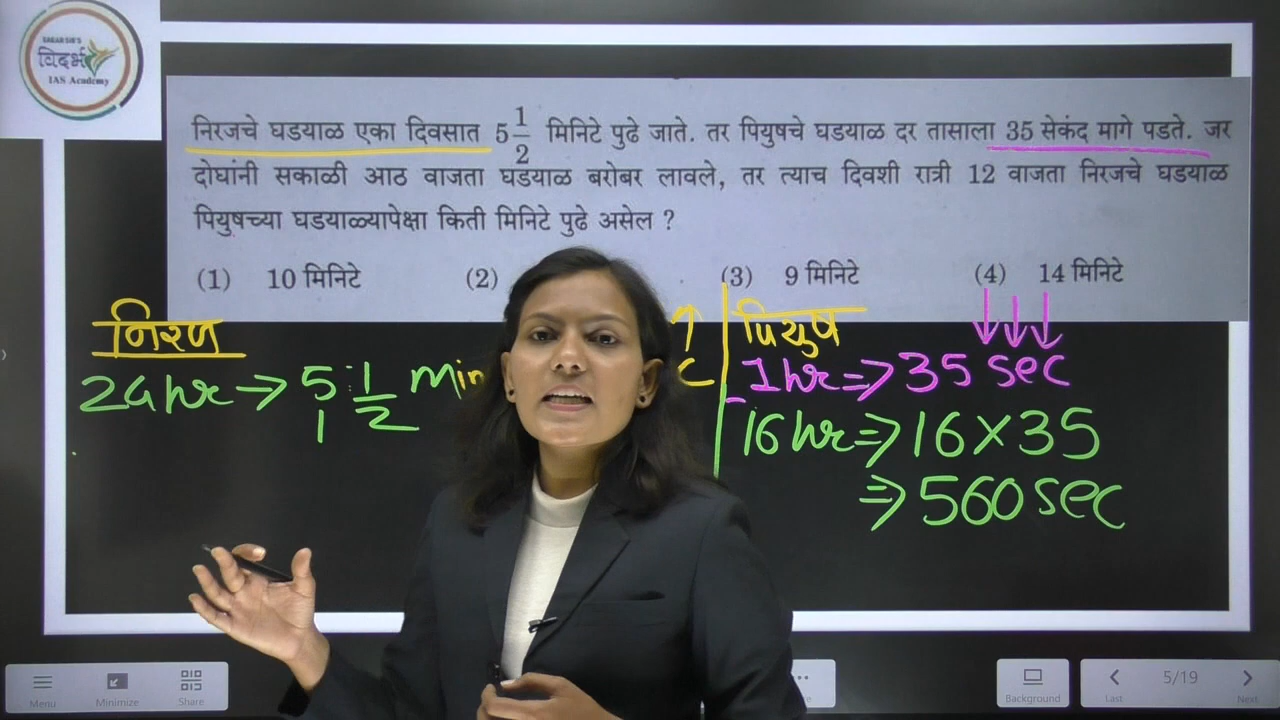 विदर्भ
IAS Academy
निरजचे घडयाळ एका दिवसात 5 1/2 मिनिटे पुढे जाते. तर पियुषचे घडयाळ दर तासाला 35 सेकंद मागे पडते. जर
दोघांनी सकाळी आठ वाजता घडयाळ बरोबर लावले, तर त्याच दिवशी रात्री 12 वाजता निरजचे घडयाळ
पियुषच्या घडयाळ्यापेक्षा किती मिनिटे पुढे असेल ?
(1) 10 मिनिटे (2) (3) 9 मिनिटे (4) 14 मिनिटे
निरज
24 hr → 5 1/2 min
पियुष
1 hr ⇒ 35 sec
16 hr ⇒ 16 × 35
⇒ 560 sec
Menu Minimize Share Background Last 5/19 Next